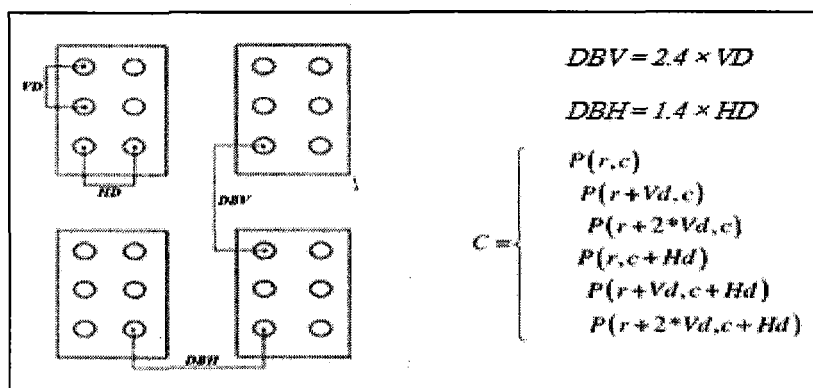 VD
HD
DBV
DBH
DBV = 2.4 × VD
DBH = 1.4 × HD
C =
P(r,c)
P(r+Vd,c)
P(r+2*Vd,c)
P(r,c+Hd)
P(r+Vd,c+Hd)
P(r+2*Vd,c+Hd)